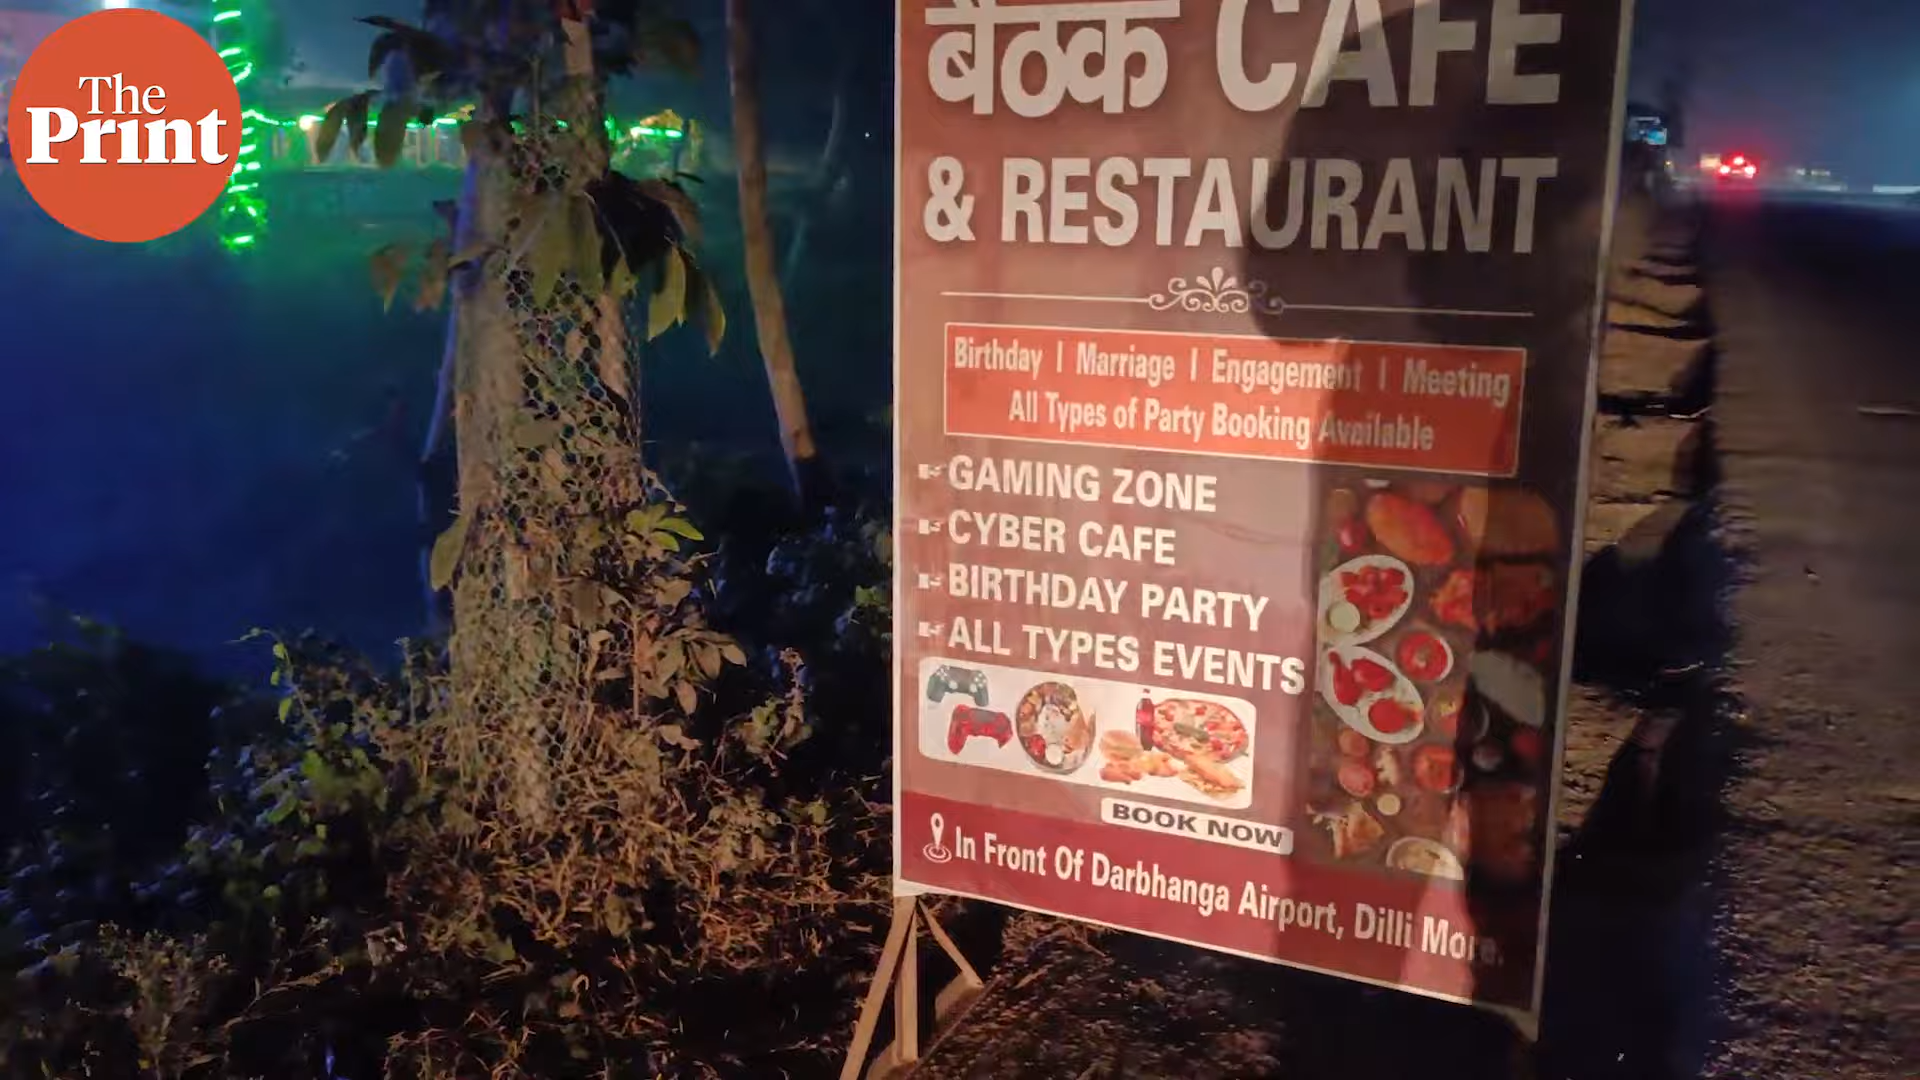 The
Print
बैठक CAFE
& RESTAURANT
Birthday | Marriage | Engagement | Meeting
All Types of Party Booking Available
GAMING ZONE
CYBER CAFE
BIRTHDAY PARTY
ALL TYPES EVENTS
BOOK NOW
In Front Of Darbhanga Airport, Dilli More